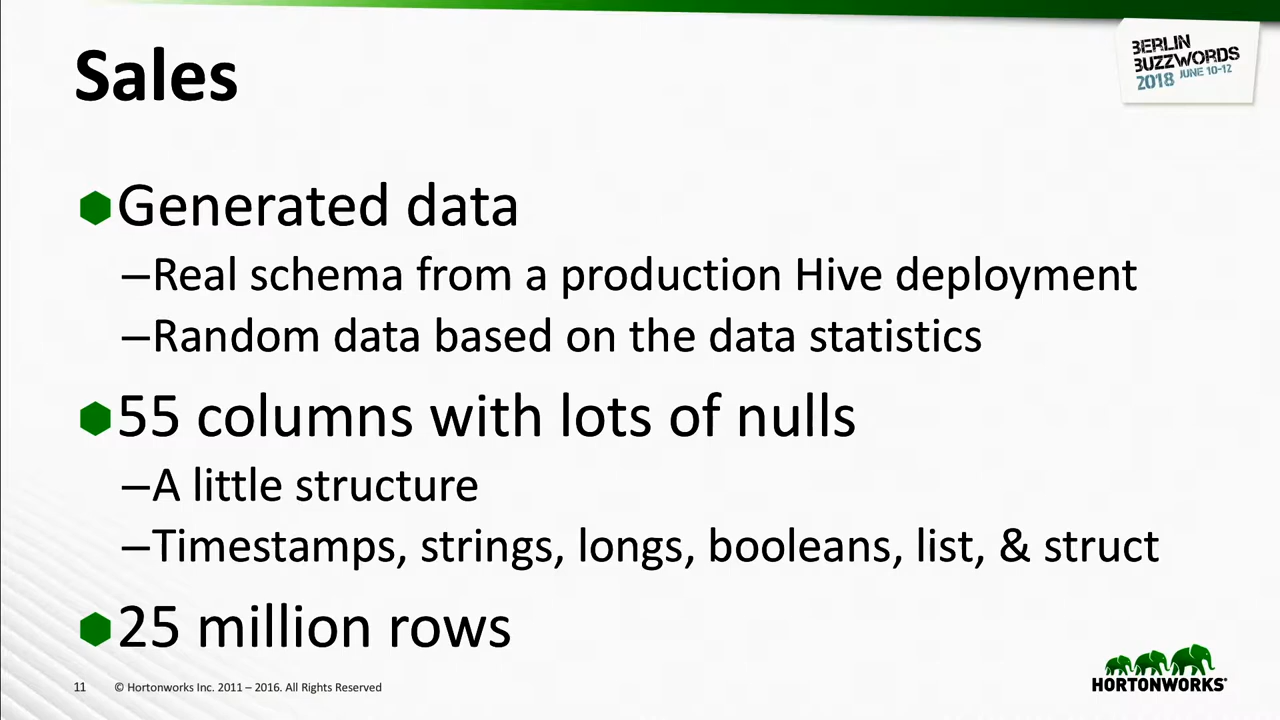 Sales
BERLIN
BUZZWORDS
2018 JUNE 10-12
Generated data
–Real schema from a production Hive deployment
–Random data based on the data statistics
55 columns with lots of nulls
–A little structure
–Timestamps, strings, longs, booleans, list, & struct
25 million rows
11 © Hortonworks Inc. 2011 – 2016. All Rights Reserved
HORTONWORKS